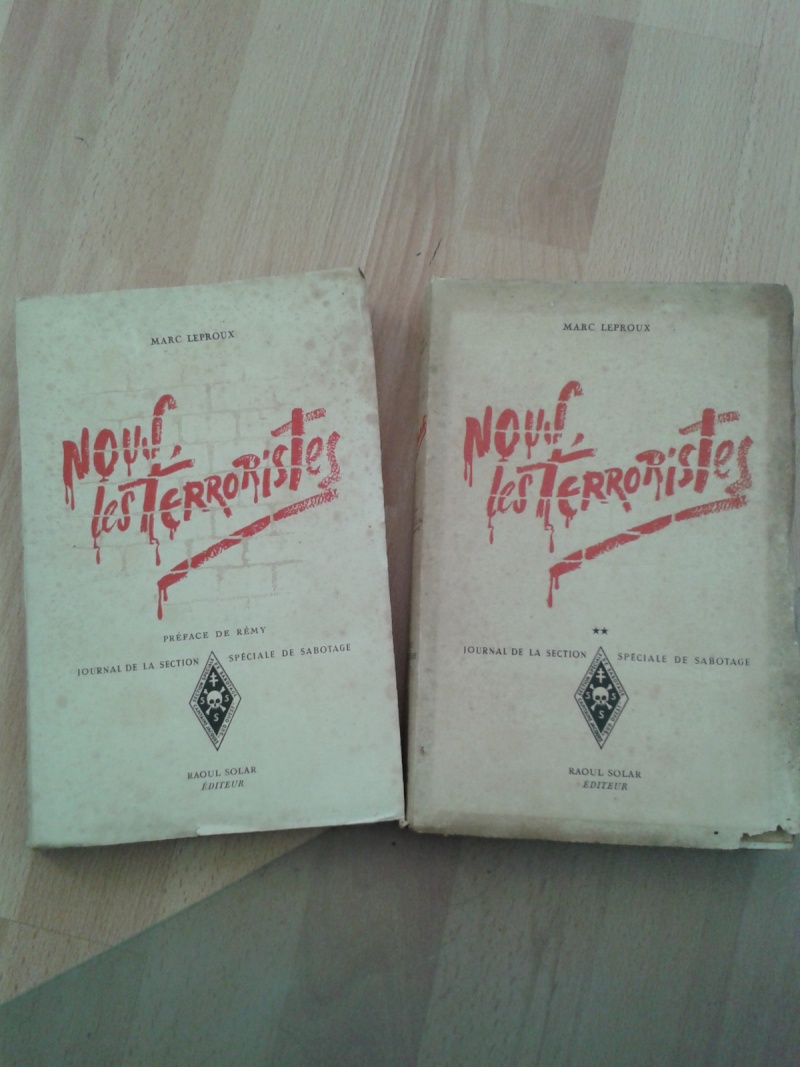 MARC LEPROUX
NOUS,
les TERRORISTES
PRÉFACE DE RÉMY
JOURNAL DE LA SECTION SPÉCIALE DE SABOTAGE
S S
S
RAOUL SOLAR
ÉDITEUR
MARC LEPROUX
NOUS,
les TERRORISTES
★★
JOURNAL DE LA SECTION SPÉCIALE DE SABOTAGE
S S
S
RAOUL SOLAR
ÉDITEUR